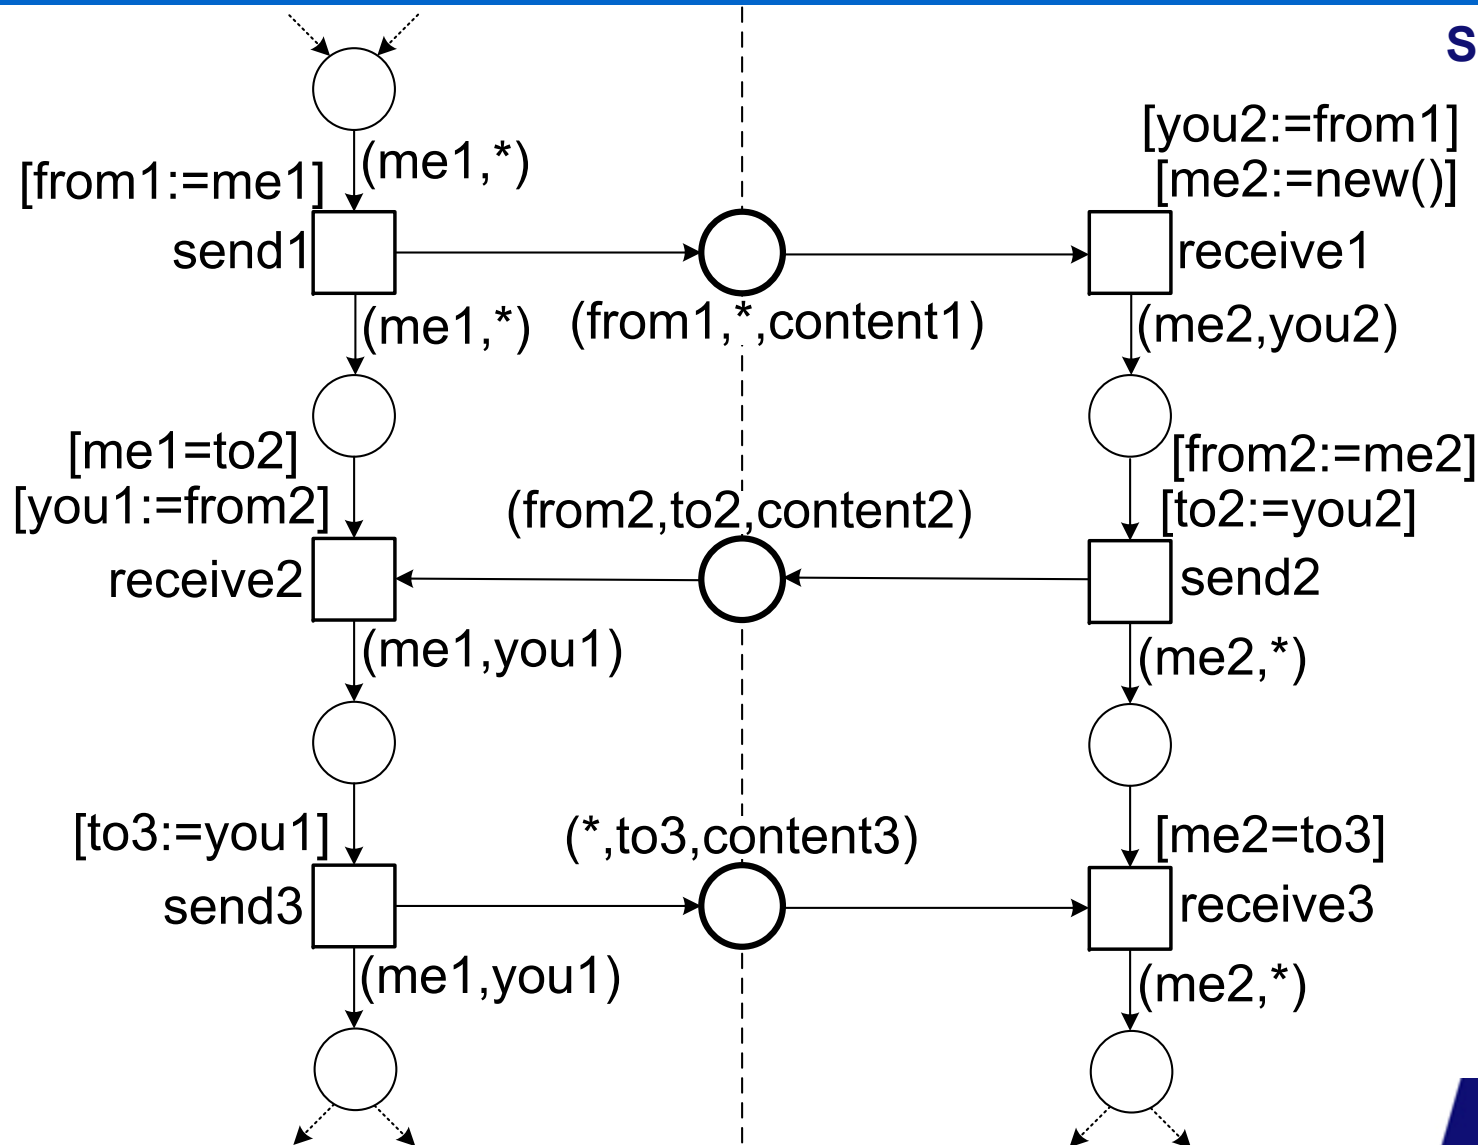 S
(me1,*)
[you2:=from1]
[from1:=me1]
[me2:=new()]
send1
receive1
(me1,*)
(from1,*,content1)
(me2,you2)
[me1=to2]
[from2:=me2]
[you1:=from2]
(from2,to2,content2)
[to2:=you2]
receive2
send2
(me1,you1)
(me2,*)
[to3:=you1]
(*,to3,content3)
[me2=to3]
send3
receive3
(me1,you1)
(me2,*)